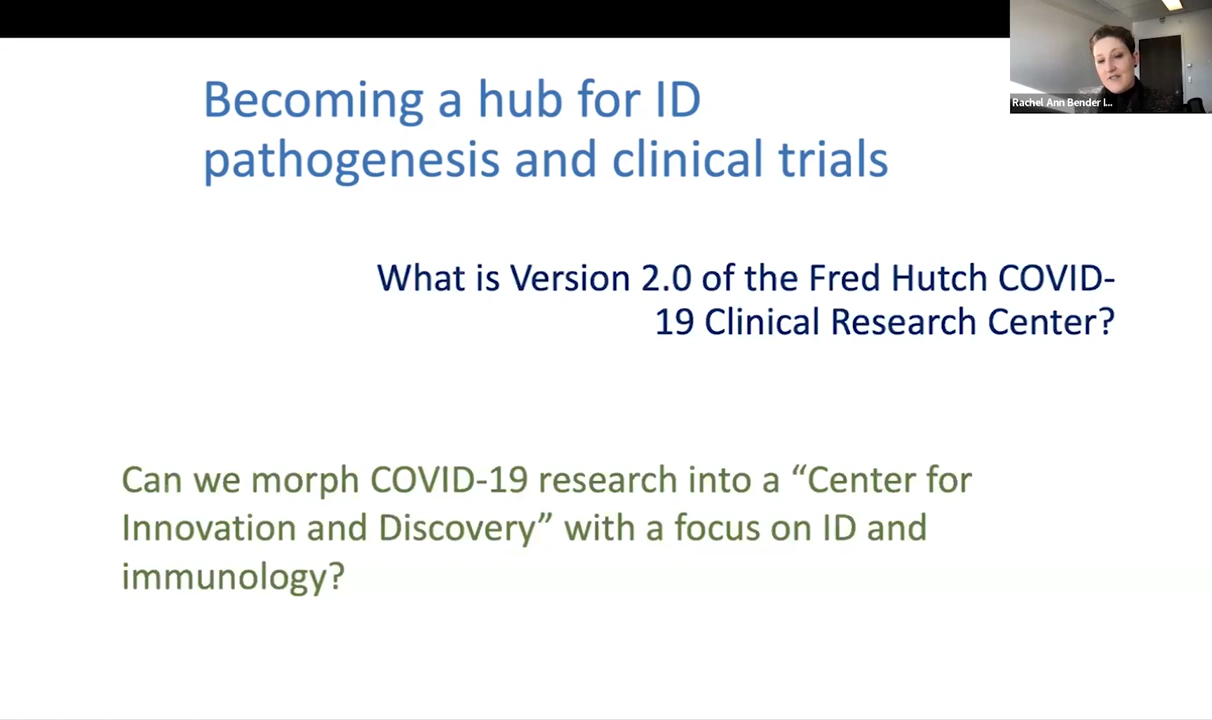 Becoming a hub for ID
pathogenesis and clinical trials
Rachel Ann Bender I...
What is Version 2.0 of the Fred Hutch COVID-
19 Clinical Research Center?
Can we morph COVID-19 research into a “Center for
Innovation and Discovery” with a focus on ID and
immunology?